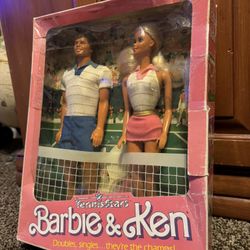 Tennis Stars
Barbie & Ken
Doubles, singles...they're the champs!